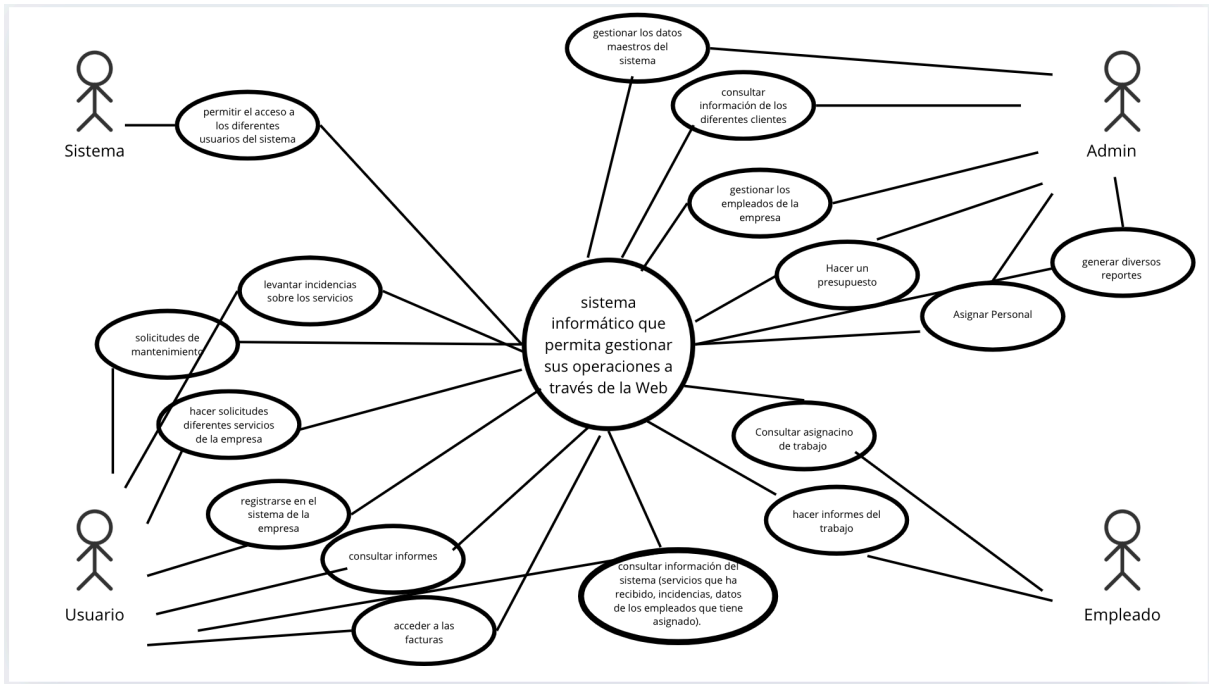 gestionar los datos
maestros del
sistema
consultar
información de los
diferentes clientes
permitir el acceso a
los diferentes
usuarios del sistema
Sistema
Admin
gestionar los
empleados de la
empresa
Hacer un
presupuesto
generar diversos
reportes
Asignar Personal
levantar incidencias
sobre los servicios
solicitudes de
mantenimiento
hacer solicitudes
diferentes servicios
de la empresa
sistema
informático que
permita gestionar
sus operaciones a
través de la Web
Consultar asignacino
de trabajo
hacer informes del
trabajo
registrarse en el
sistema de la
empresa
consultar informes
consultar información del
sistema (servicios que ha
recibido, incidencias, datos
de los empleados que tiene
asignado).
acceder a las
facturas
Usuario
Empleado